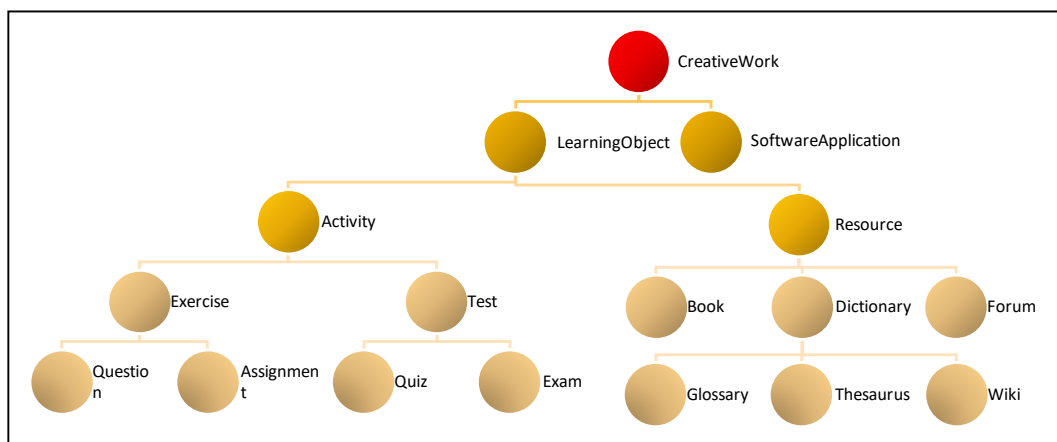 CreativeWork
LearningObject
SoftwareApplication
Activity
Resource
Exercise
Test
Book
Dictionary
Forum
Questio
n
Assignmen
t
Quiz
Exam
Glossary
Thesaurus
Wiki